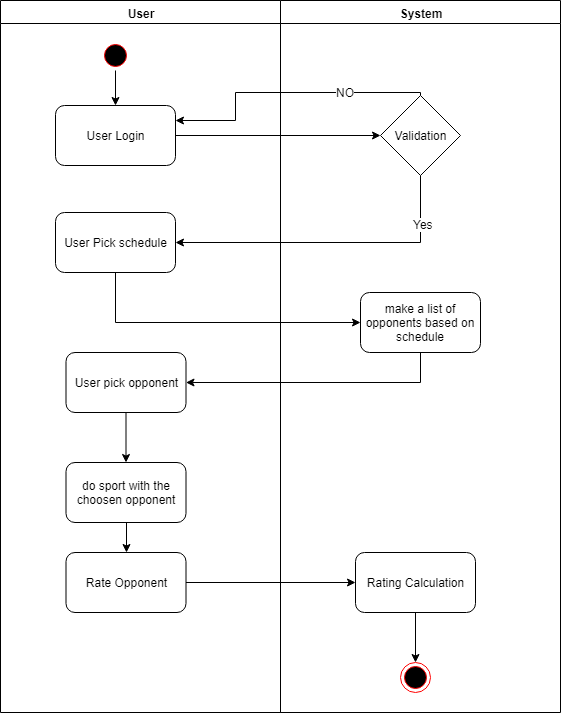 User
System
NO
User Login
Validation
Yes
User Pick schedule
make a list of
opponents based on
schedule
User pick opponent
do sport with the
choosen opponent
Rate Opponent
Rating Calculation